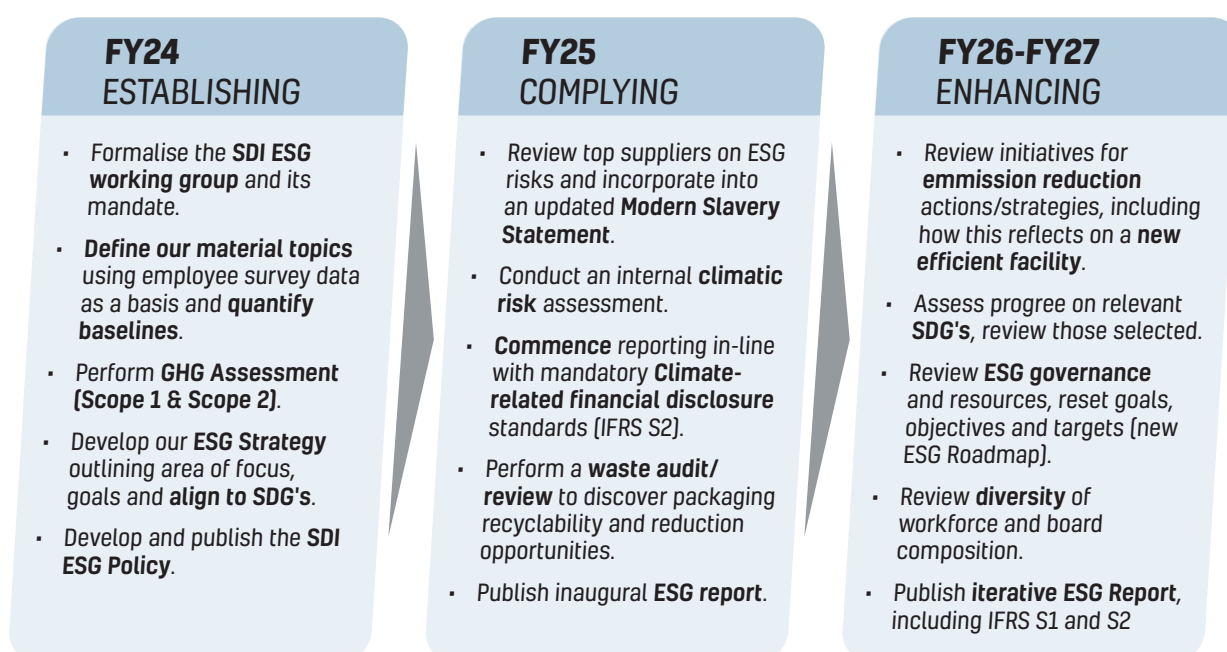 FY24
ESTABLISHING
· Formalise the SDI ESG
working group and its
mandate.
· Define our material topics
using employee survey data
as a basis and quantify
baselines.
· Perform GHG Assessment
(Scope 1 & Scope 2).
· Develop our ESG Strategy
outlining area of focus,
goals and align to SDG's.
· Develop and publish the SDI
ESG Policy.
FY25
COMPLYING
· Review top suppliers on ESG
risks and incorporate into
an updated Modern Slavery
Statement.
· Conduct an internal climatic
risk assessment.
· Commence reporting in-line
with mandatory Climate-
related financial disclosure
standards (IFRS S2).
· Perform a waste audit/
review to discover packaging
recyclability and reduction
opportunities.
· Publish inaugural ESG report.
FY26-FY27
ENHANCING
· Review initiatives for
emmission reduction
actions/strategies, including
how this reflects on a new
efficient facility.
· Assess progree on relevant
SDG's, review those selected.
· Review ESG governance
and resources, reset goals,
objectives and targets (new
ESG Roadmap).
· Review diversity of
workforce and board
composition.
· Publish iterative ESG Report,
including IFRS S1 and S2